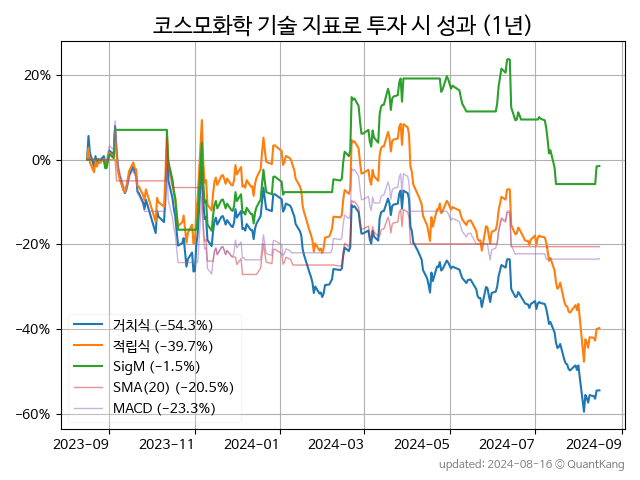 코스모화학 기술 지표로 투자 시 성과 (1년)
20%
0%
−20%
−40%
−60%
거치식 (−54.3%)
적립식 (−39.7%)
SigM (−1.5%)
SMA(20) (−20.5%)
MACD (−23.3%)
2023-09 2023-11 2024-01 2024-03 2024-05 2024-07 2024-09
updated: 2024-08-16 © QuantKang